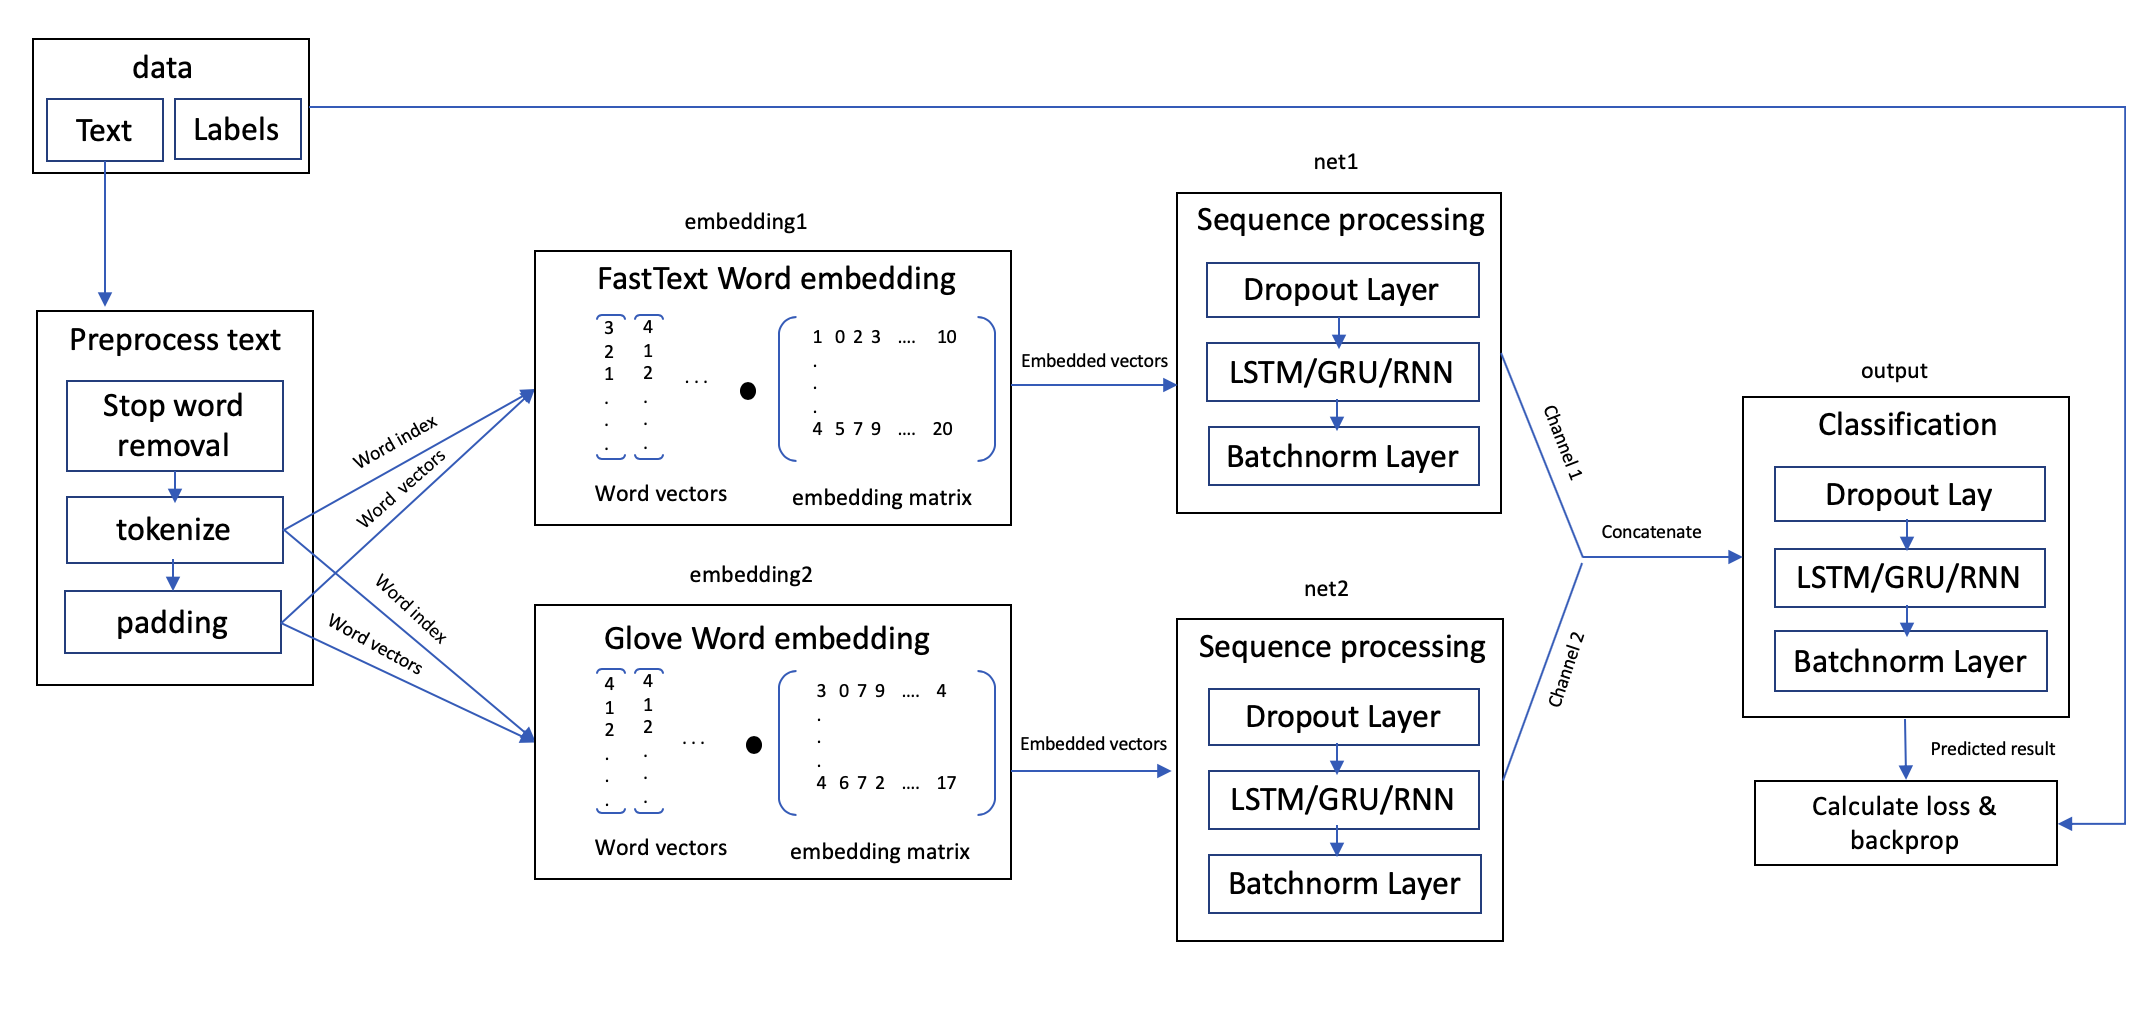 data
Text
Labels
Preprocess text
Stop word
removal
tokenize
padding
Word index
Word vectors
Word index
Word vectors
embedding1
FastText Word embedding
3 4
2 1
1 2
. .
. .
. .
...
●
1 0 2 3 .... 10
.
.
.
4 5 7 9 .... 20
Word vectors
embedding matrix
embedding2
Glove Word embedding
4 4
1 1
2 2
. .
. .
. .
...
●
3 0 7 9 .... 4
.
.
.
4 6 7 2 .... 17
Word vectors
embedding matrix
Embedded vectors
Embedded vectors
net1
Sequence processing
Dropout Layer
LSTM/GRU/RNN
Batchnorm Layer
net2
Sequence processing
Dropout Layer
LSTM/GRU/RNN
Batchnorm Layer
Channel 1
Channel 2
Concatenate
output
Classification
Dropout Lay
LSTM/GRU/RNN
Batchnorm Layer
Predicted result
Calculate loss &
backprop